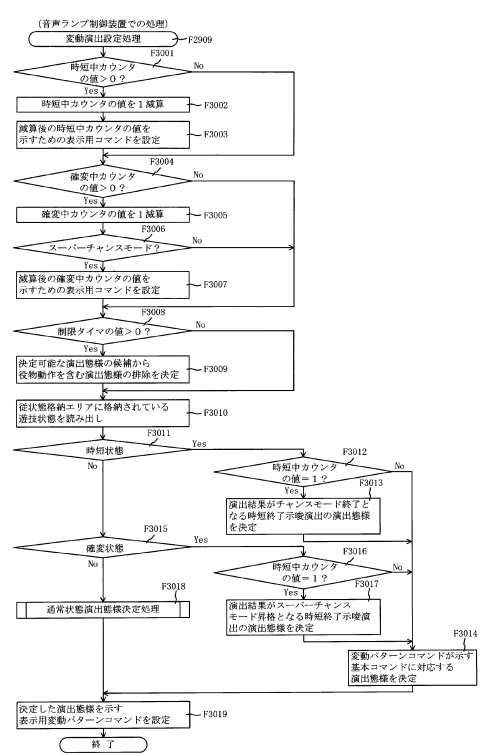 (音声ランプ制御装置での処理)
変動演出設定処理
F2909
F3001
時短中カウンタ
の値>0?
No
Yes
時短中カウンタの値を1減算
F3002
減算後の時短中カウンタの値を
示すための表示用コマンドを設定
F3003
F3004
確変中カウンタ
の値>0?
No
Yes
確変中カウンタの値を1減算
F3005
F3006
スーパーチャンスモード?
No
Yes
減算後の確変中カウンタの値を
示すための表示用コマンドを設定
F3007
F3008
制限タイマの値>0?
No
Yes
決定可能な演出態様の候補から
役物動作を含む演出態様の排除を決定
F3009
従状態格納エリアに格納されている
遊技状態を読み出し
F3010
F3011
時短状態
Yes
No
F3012
時短中カウンタ
の値=1?
No
Yes
F3013
演出結果がチャンスモード終了と
なる時短終了示唆演出の演出態様
を決定
F3015
確変状態
Yes
No
F3016
時短中カウンタ
の値=1?
No
Yes
F3017
演出結果がスーパーチャンス
モード昇格となる時短終了示唆演
出の演出態様を決定
F3018
通常状態演出態様決定処理
F3014
変動パターンコマンドが示す
基本コマンドに対応する
演出態様を決定
決定した演出態様を示す
表示用変動パターンコマンドを設定
F3019
終了